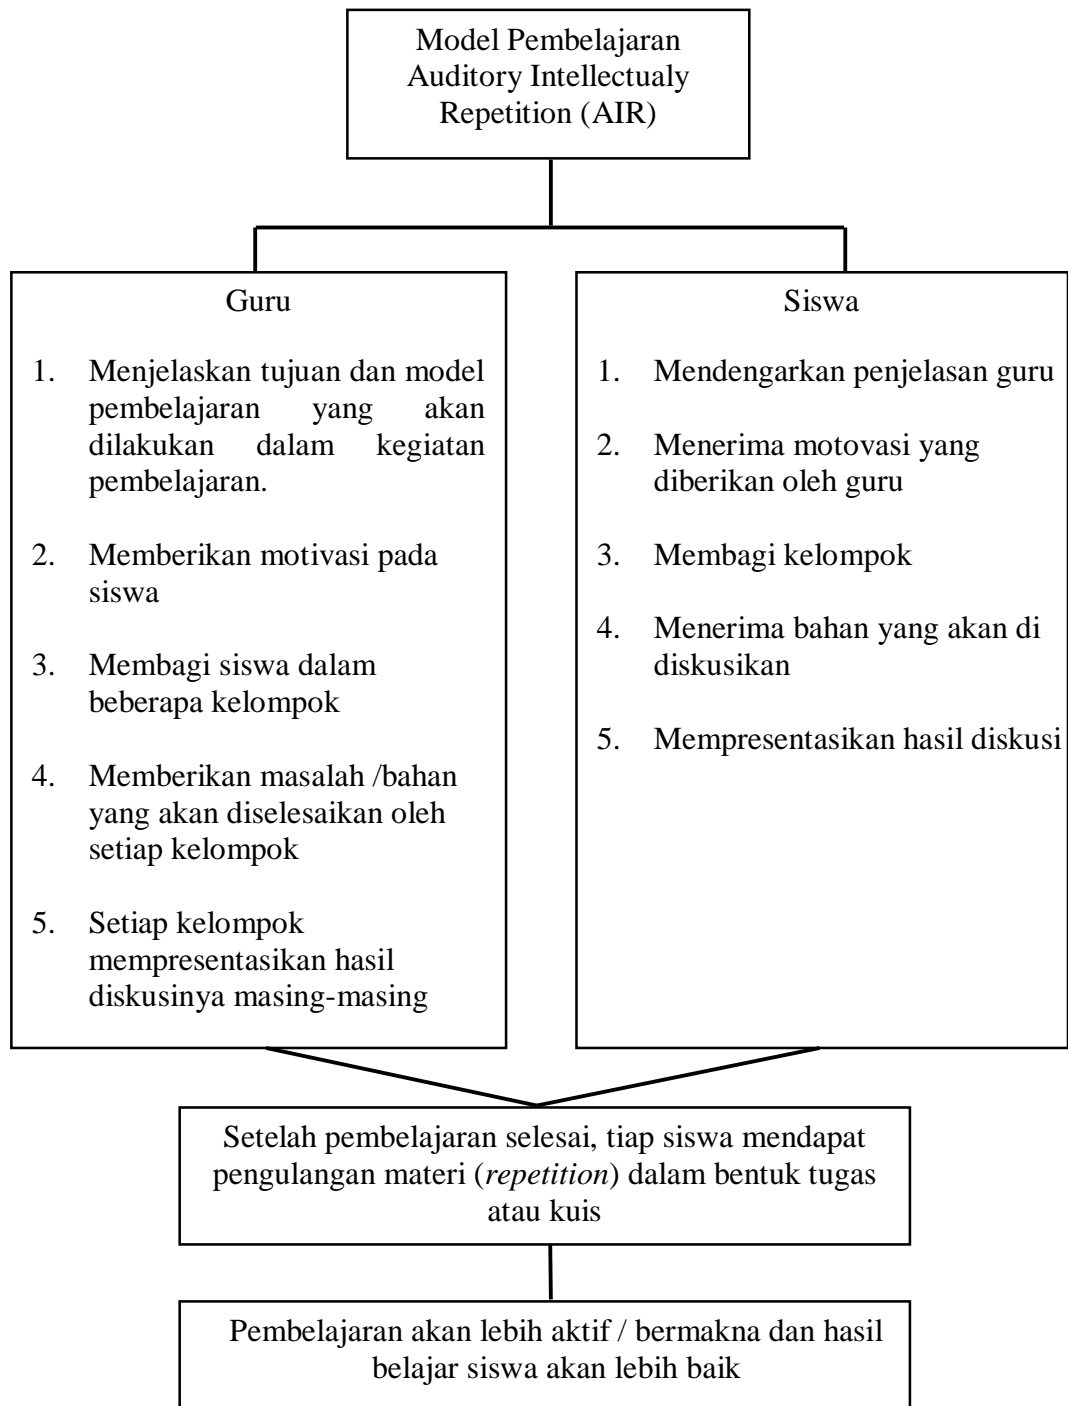 Model Pembelajaran
Auditory Intellectualy
Repetition (AIR)
Guru
1. Menjelaskan tujuan dan model
pembelajaran yang akan
dilakukan dalam kegiatan
pembelajaran.
2. Memberikan motivasi pada
siswa
3. Membagi siswa dalam
beberapa kelompok
4. Memberikan masalah /bahan
yang akan diselesaikan oleh
setiap kelompok
5. Setiap kelompok
mempresentasikan hasil
diskusinya masing-masing
Siswa
1. Mendengarkan penjelasan guru
2. Menerima motovasi yang
diberikan oleh guru
3. Membagi kelompok
4. Menerima bahan yang akan di
diskusikan
5. Mempresentasikan hasil diskusi
Setelah pembelajaran selesai, tiap siswa mendapat
pengulangan materi (repetition) dalam bentuk tugas
atau kuis
Pembelajaran akan lebih aktif / bermakna dan hasil
belajar siswa akan lebih baik